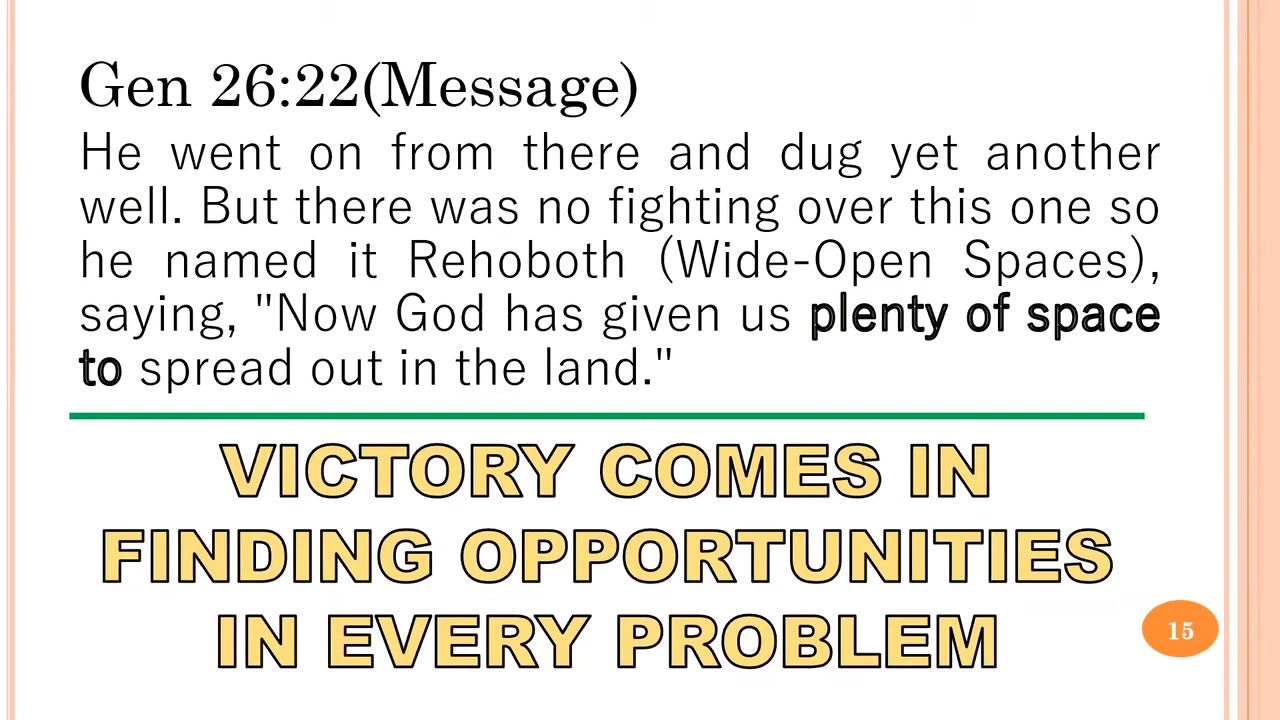 Gen 26:22(Message)
He went on from there and dug yet another
well. But there was no fighting over this one so
he named it Rehoboth (Wide-Open Spaces),
saying, "Now God has given us plenty of space
to spread out in the land."
VICTORY COMES IN
FINDING OPPORTUNITIES
IN EVERY PROBLEM
15